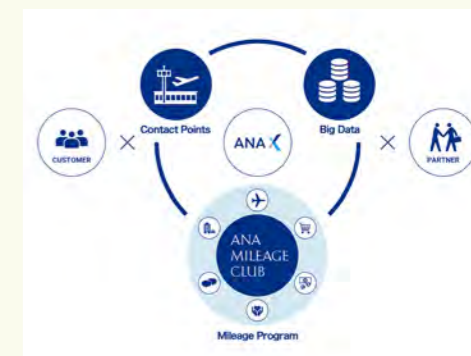 Contact Points
Big Data
CUSTOMER
×
ANA X
×
PARTNER
ANA
MILEAGE
CLUB
Mileage Program